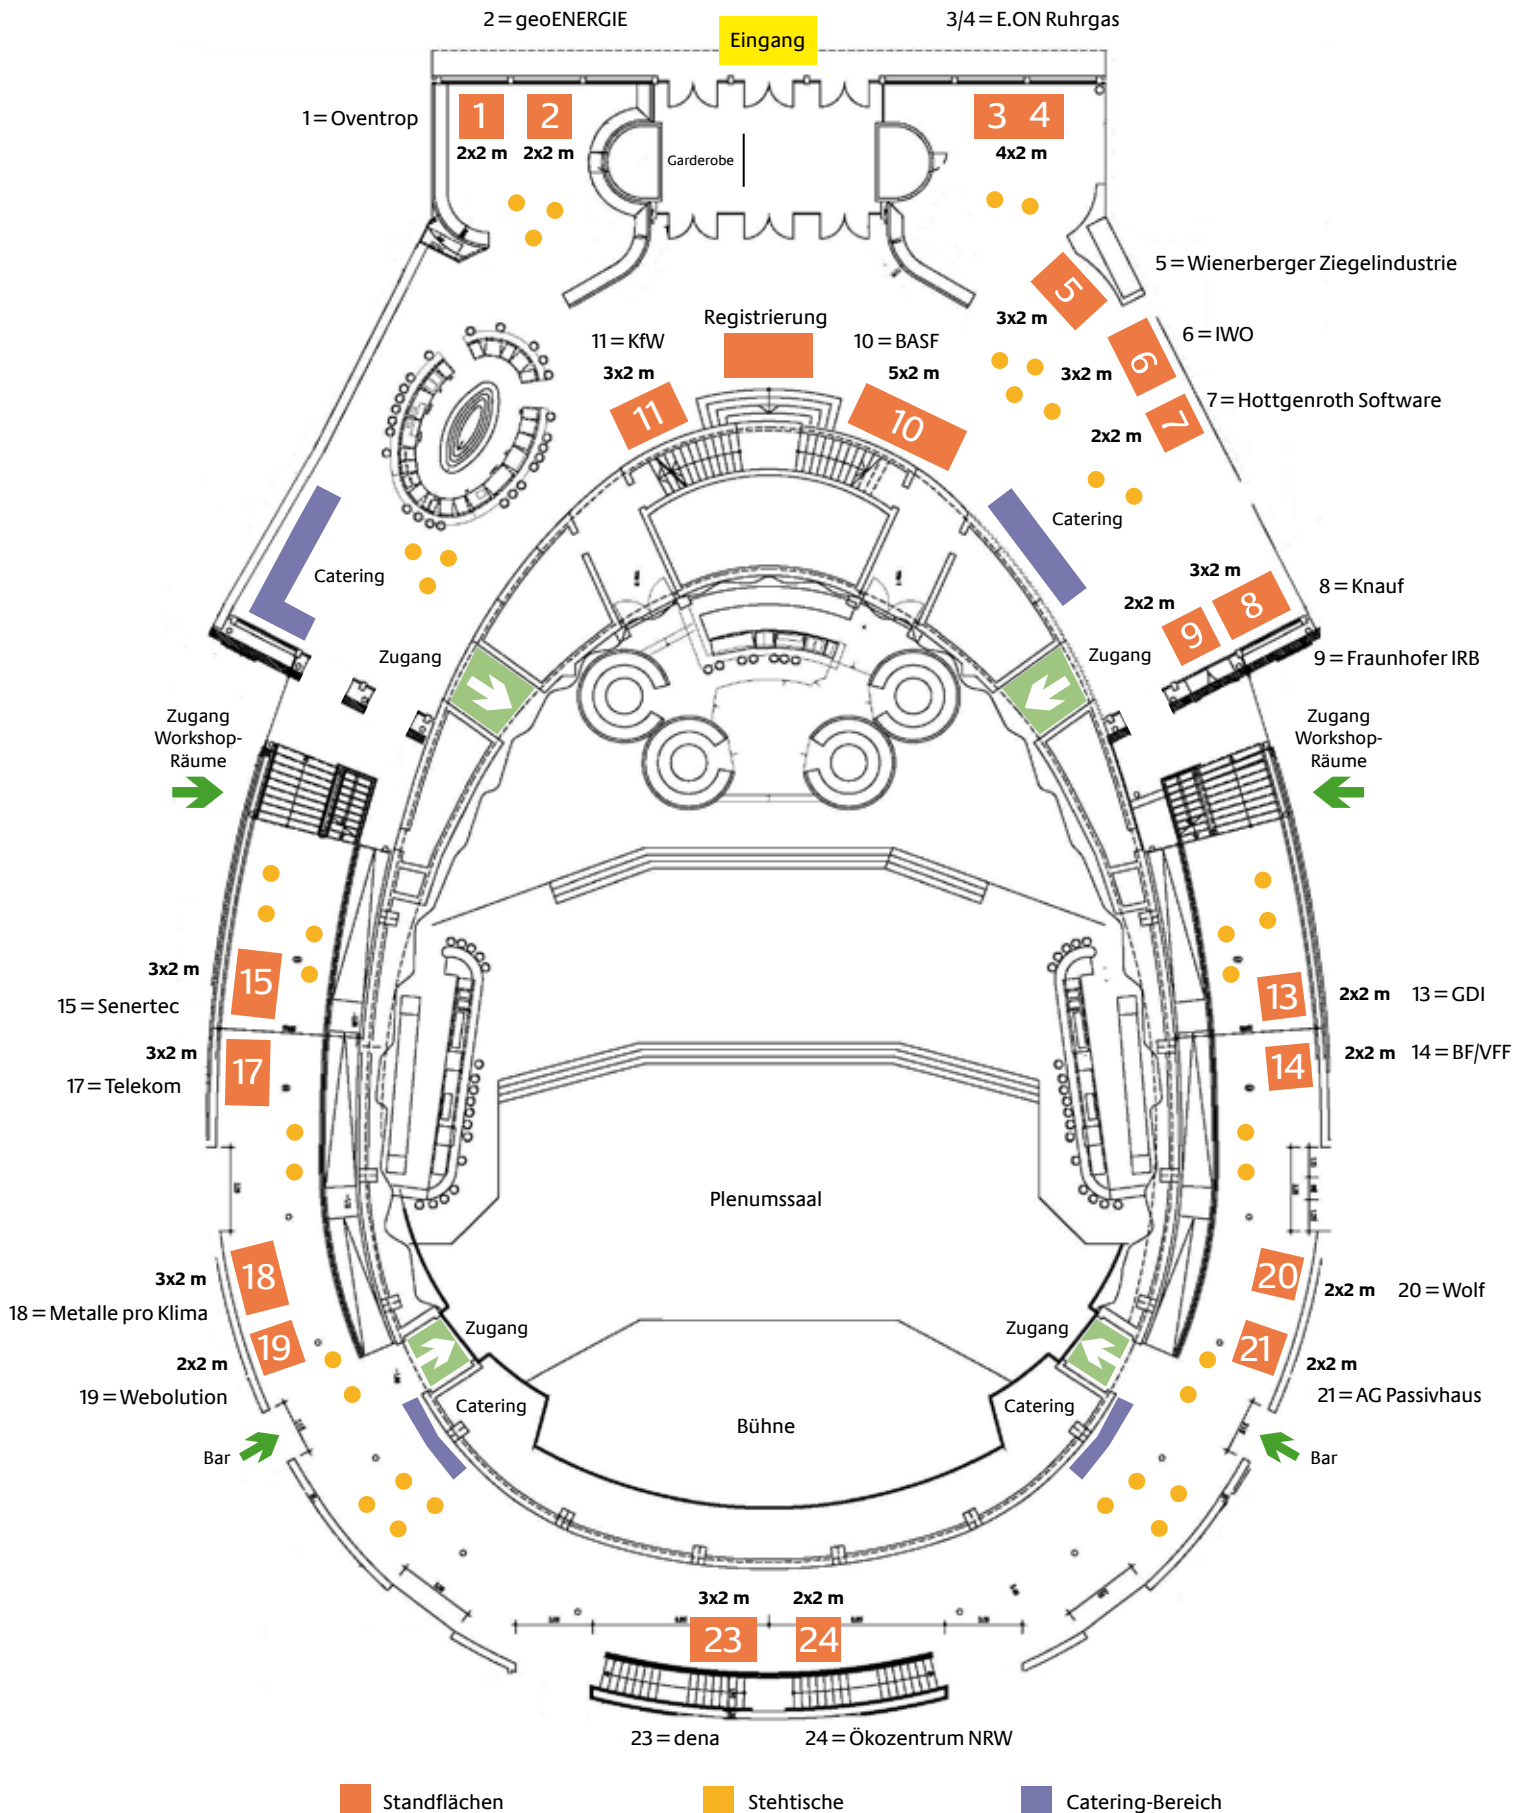 2 = geoENERGIE
Eingang
3/4 = E.ON Ruhrgas
1 = Oventrop
1
2
3 4
2x2 m
2x2 m
Garderobe
4x2 m
5 = Wienerberger Ziegelindustrie
5
3x2 m
Registrierung
11 = KfW
10 = BASF
6 = IWO
3x2 m
5x2 m
3x2 m
6
7 = Hottgenroth Software
11
10
7
2x2 m
Catering
Catering
3x2 m
8 = Knauf
2x2 m
8
9
Zugang
Zugang
9 = Fraunhofer IRB
Zugang
Workshop-
Räume
Zugang
Workshop-
Räume
3x2 m
15
15 = Senertec
13
2x2 m
13 = GDI
3x2 m
17
17 = Telekom
14
2x2 m
14 = BF/VFF
Plenumssaal
3x2 m
18
18 = Metalle pro Klima
20
2x2 m
20 = Wolf
Zugang
Zugang
19
2x2 m
19 = Webolution
21
2x2 m
21 = AG Passivhaus
Catering
Catering
Bühne
Bar
Bar
3x2 m
2x2 m
23
24
23 = dena
24 = Ökozentrum NRW
Standflächen
Stehtische
Catering-Bereich